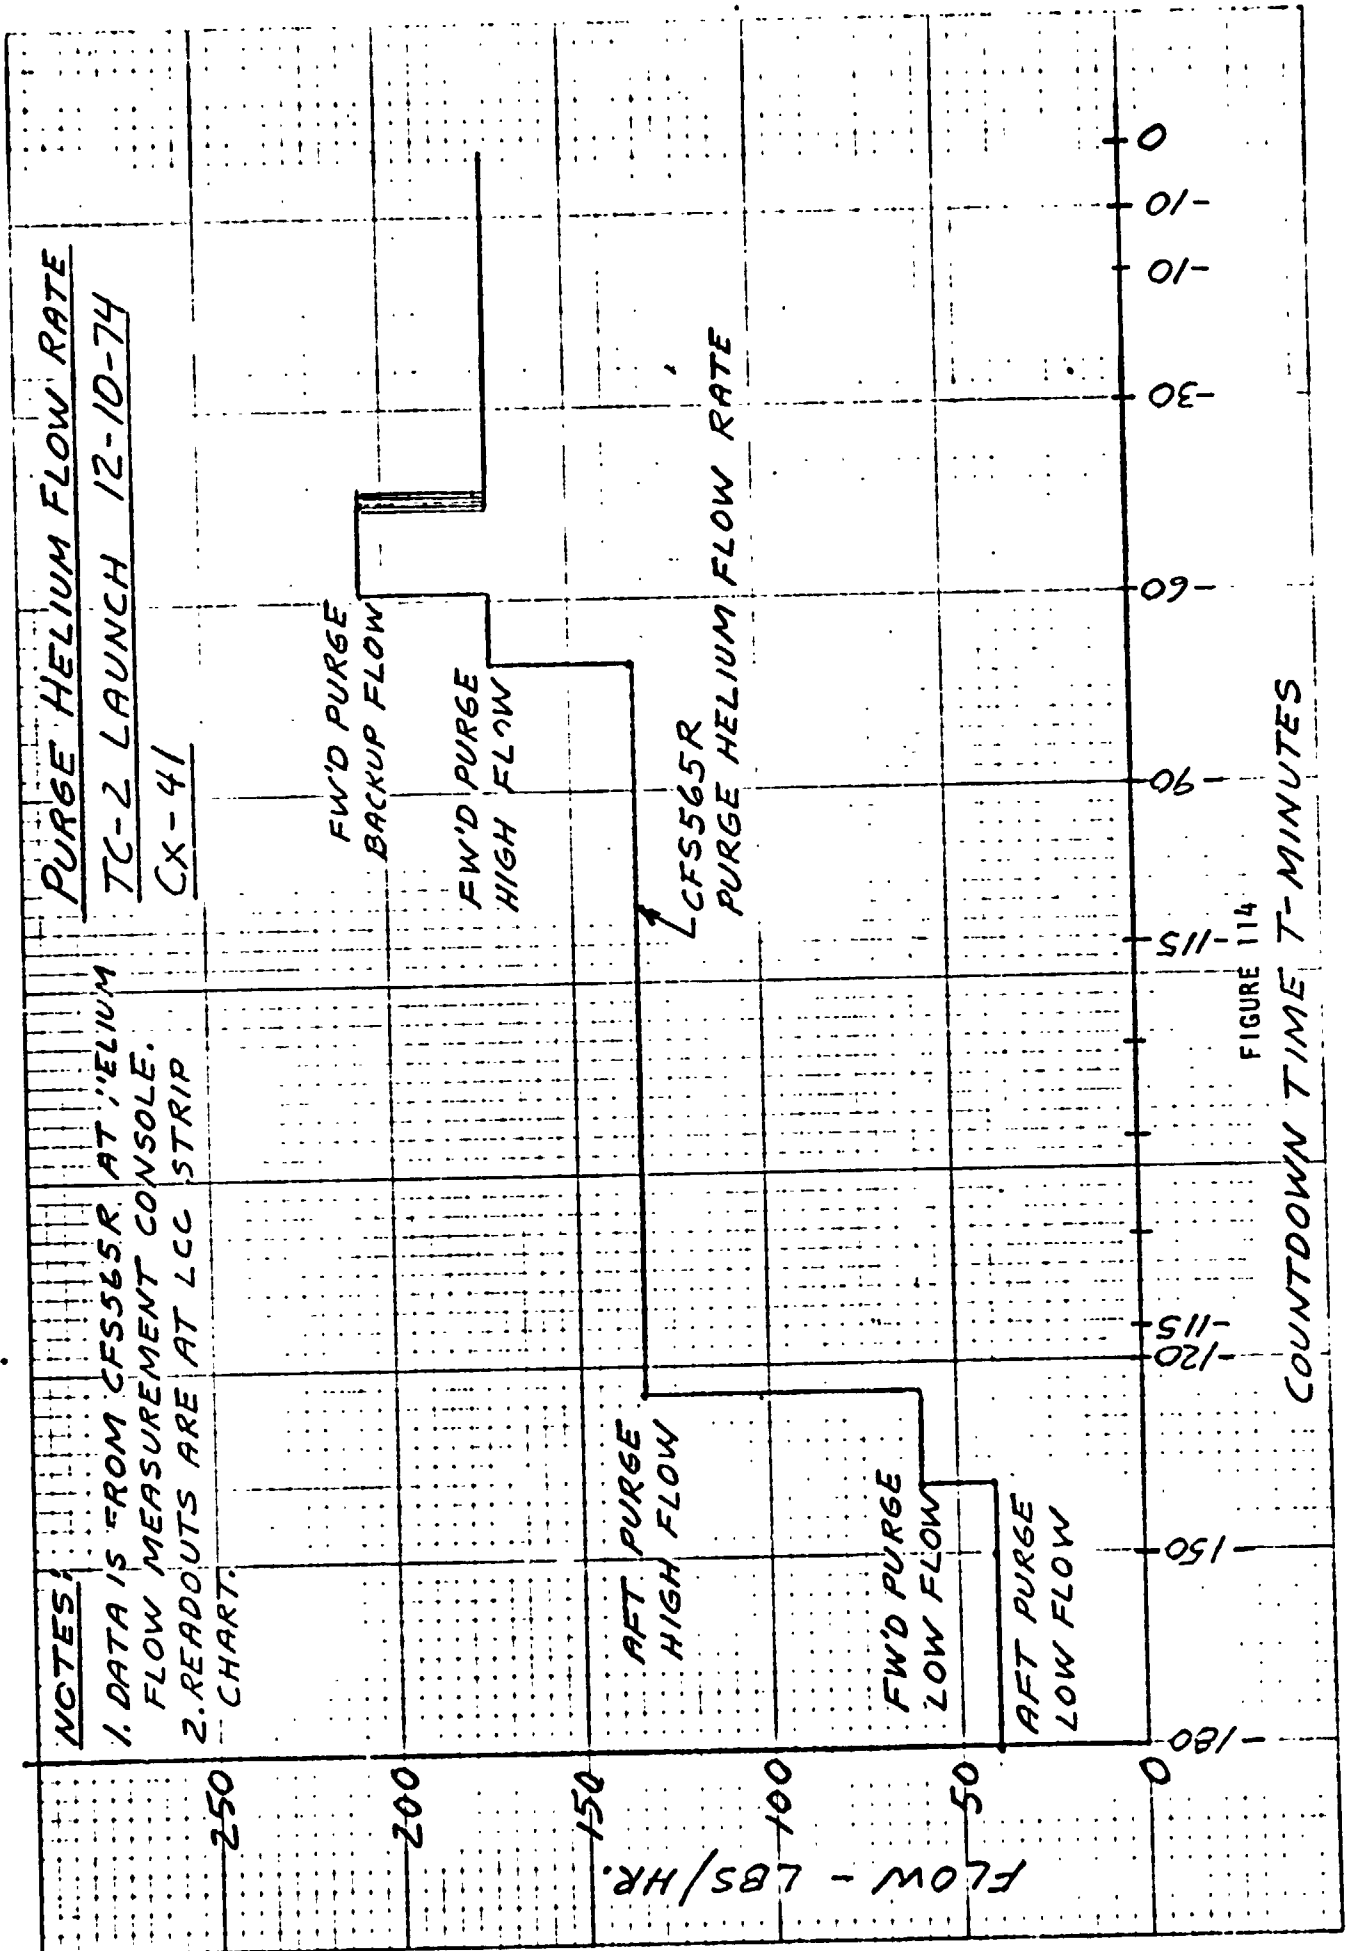 PURGE HELIUM FLOW RATE
TC-2 LAUNCH 12-10-74
CX-41
NOTES:
1. DATA IS FROM CFS565R AT HELIUM
FLOW MEASUREMENT CONSOLE.
2. READOUTS ARE AT LCC STRIP
CHART.
FW'D PURGE
BACKUP FLOW
FW'D PURGE
HIGH FLOW
CFS565R
PURGE HELIUM FLOW RATE
AFT PURGE
HIGH FLOW
FW'D PURGE
LOW FLOW
AFT PURGE
LOW FLOW
FLOW - LBS/HR.
250
200
150
100
50
0
-180
-150
-120
-115
-115
-90
-60
-30
-10
-10
0
FIGURE 114
COUNTDOWN TIME T-MINUTES